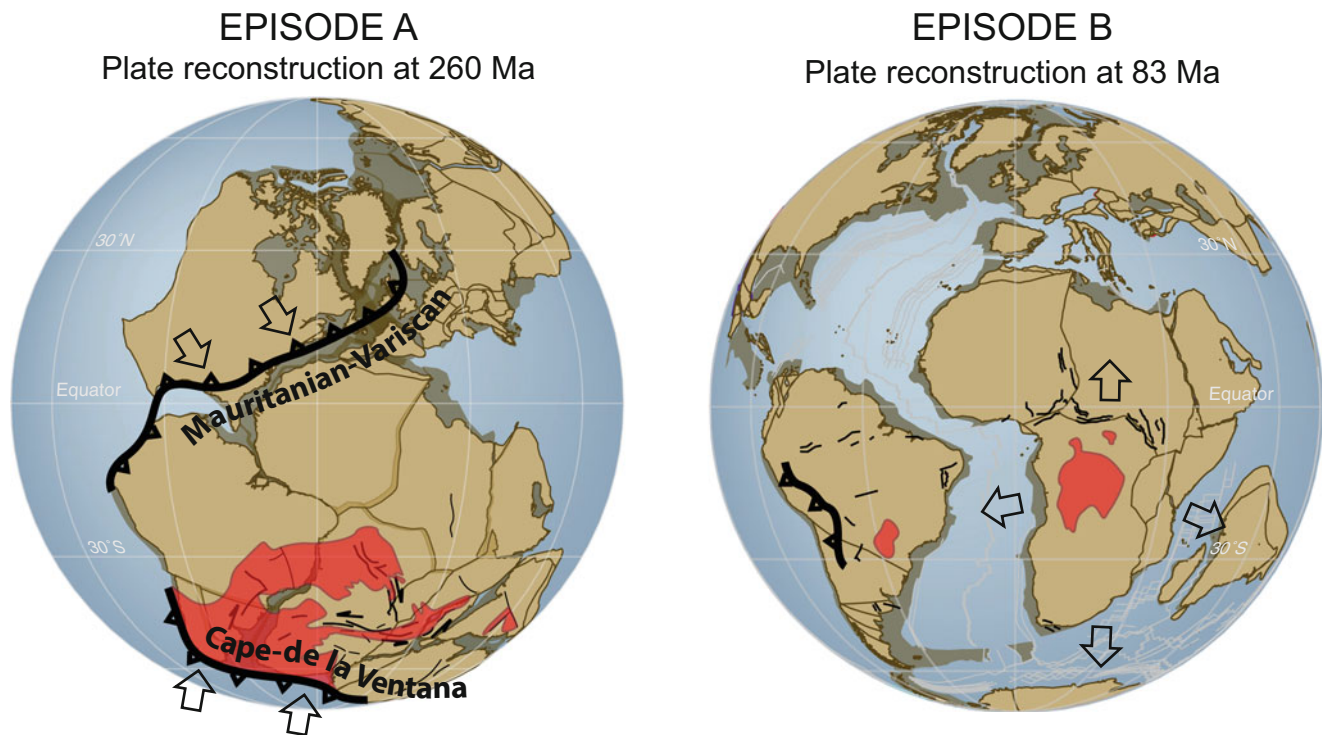 EPISODE A
Plate reconstruction at 260 Ma
30°N
Equator
Mauritanian-Variscan
30°S
Cape-de la Ventana
EPISODE B
Plate reconstruction at 83 Ma
30°N
Equator
30°S